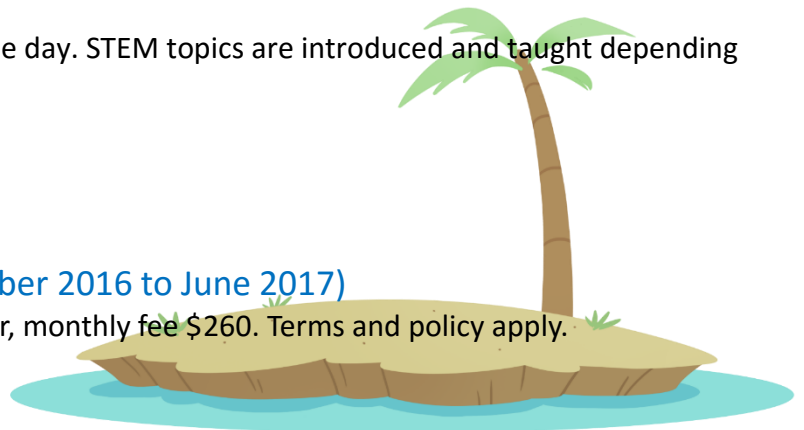 e day. STEM topics are introduced and taught depending
ber 2016 to June 2017)
r, monthly fee $260. Terms and policy apply.